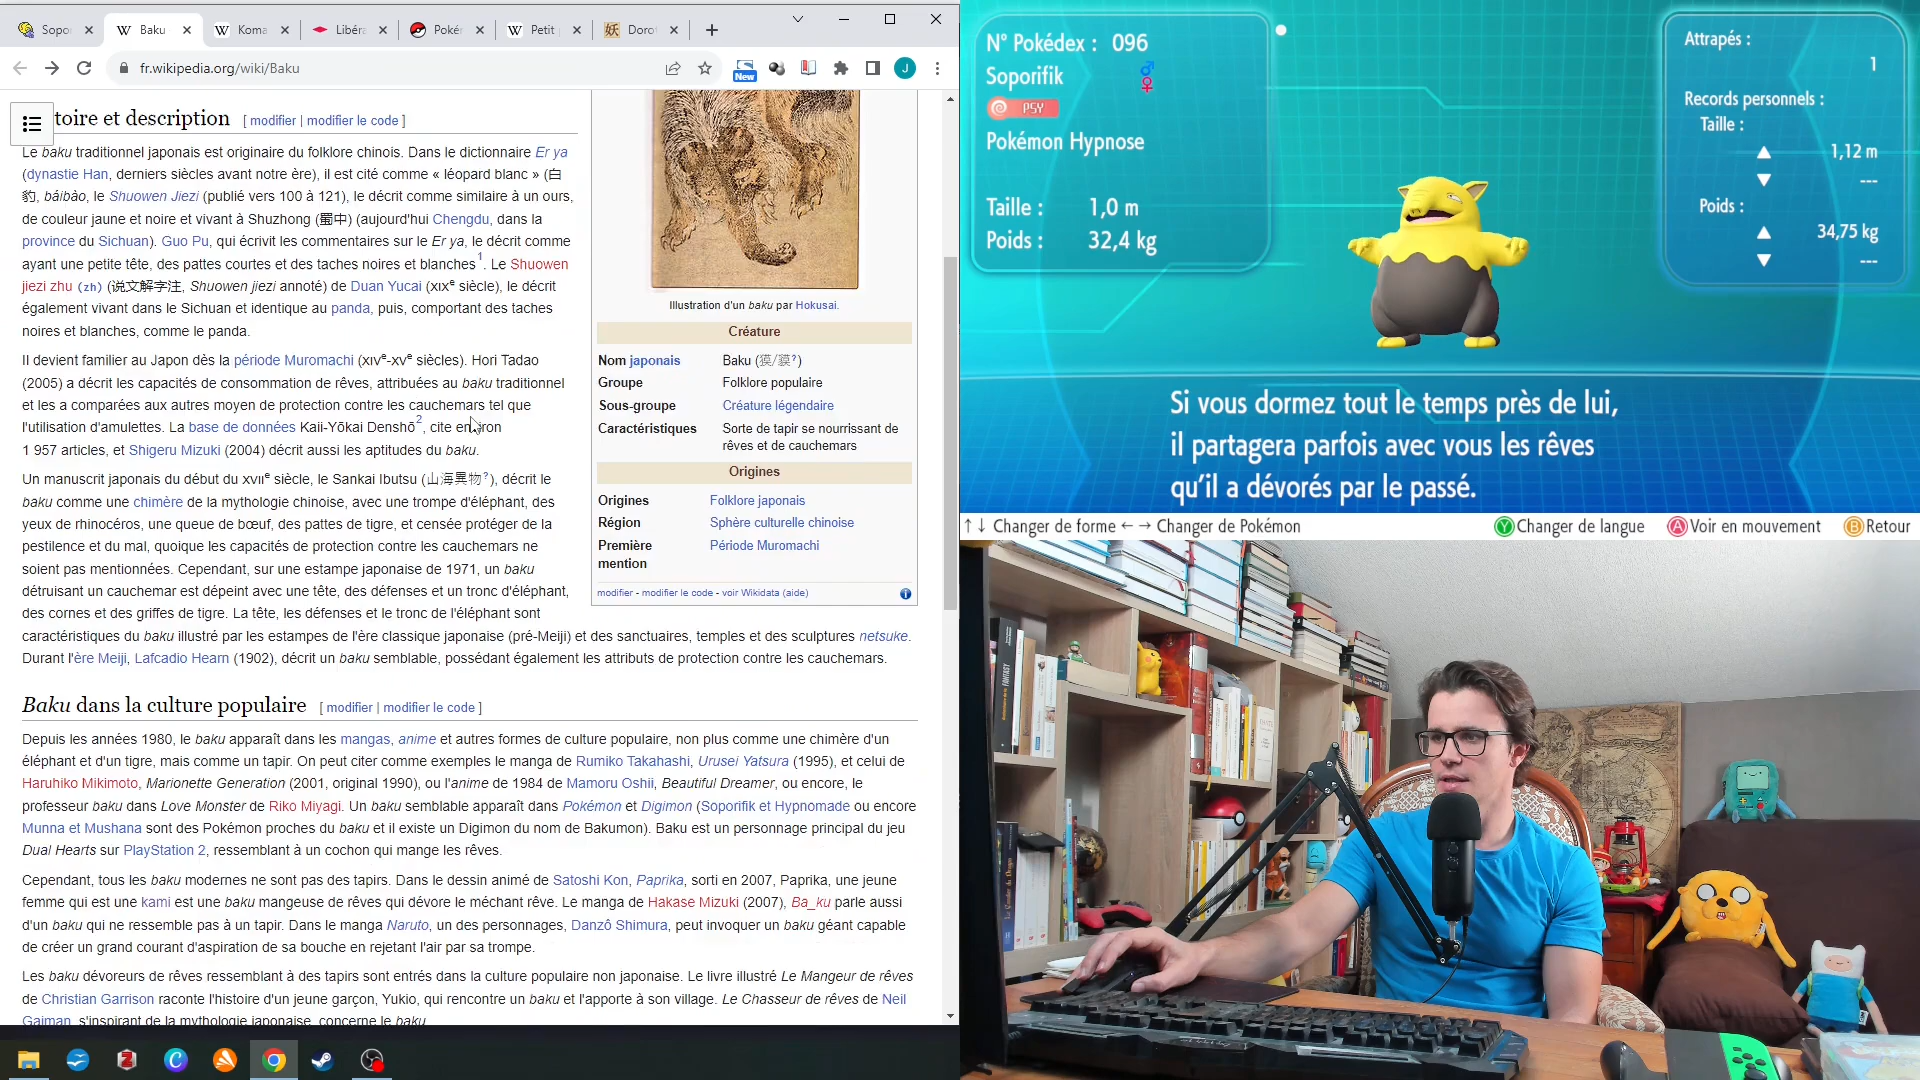 Sopo
Baku
Koma
Libéra
Poké
Petit
Doro
fr.wikipedia.org/wiki/Baku
New
J
toire et description [ modifier | modifier le code ]
Le baku traditionnel japonais est originaire du folklore chinois. Dans le dictionnaire Er ya
(dynastie Han, derniers siècles avant notre ère), il est cité comme « léopard blanc » (白
豹, báibào, le Shuowen Jiezi (publié vers 100 à 121), le décrit comme similaire à un ours,
de couleur jaune et noire et vivant à Shuzhong (蜀中) (aujourd'hui Chengdu, dans la
province du Sichuan). Guo Pu, qui écrivit les commentaires sur le Er ya, le décrit comme
ayant une petite tête, des pattes courtes et des taches noires et blanches1. Le Shuowen
jiezi zhu (zh) (说文解字注, Shuowen jiezi annoté) de Duan Yucai (XIXe siècle), le décrit
également vivant dans le Sichuan et identique au panda, puis, comportant des taches
noires et blanches, comme le panda.
Il devient familier au Japon dès la période Muromachi (XIVe-XVe siècles). Hori Tadao
(2005) a décrit les capacités de consommation de rêves, attribuées au baku traditionnel
et les a comparées aux autres moyen de protection contre les cauchemars tel que
l'utilisation d'amulettes. La base de données Kaii-Yōkai Denshō2, cite environ
1 957 articles, et Shigeru Mizuki (2004) décrit aussi les aptitudes du baku.
Un manuscrit japonais du début du XVIIe siècle, le Sankai Ibutsu (山海異物?), décrit le
baku comme une chimère de la mythologie chinoise, avec une trompe d'éléphant, des
yeux de rhinocéros, une queue de bœuf, des pattes de tigre, et censée protéger de la
pestilence et du mal, quoique les capacités de protection contre les cauchemars ne
soient pas mentionnées. Cependant, sur une estampe japonaise de 1971, un baku
détruisant un cauchemar est dépeint avec une tête, des défenses et un tronc d'éléphant,
des cornes et des griffes de tigre. La tête, les défenses et le tronc de l'éléphant sont
caractéristiques du baku illustré par les estampes de l'ère classique japonaise (pré-Meiji) et des sanctuaires, temples et des sculptures netsuke.
Durant l'ère Meiji, Lafcadio Hearn (1902), décrit un baku semblable, possédant également les attributs de protection contre les cauchemars.
Illustration d'un baku par Hokusai.
Créature
Nom japonais Baku (獏/貘?)
Groupe Folklore populaire
Sous-groupe Créature légendaire
Caractéristiques Sorte de tapir se nourrissant de
rêves et de cauchemars
Origines
Origines Folklore japonais
Région Sphère culturelle chinoise
Première Période Muromachi
mention
modifier - modifier le code - voir Wikidata (aide)
Baku dans la culture populaire [ modifier | modifier le code ]
Depuis les années 1980, le baku apparaît dans les mangas, anime et autres formes de culture populaire, non plus comme une chimère d'un
éléphant et d'un tigre, mais comme un tapir. On peut citer comme exemples le manga de Rumiko Takahashi, Urusei Yatsura (1995), et celui de
Haruhiko Mikimoto, Marionette Generation (2001, original 1990), ou l'anime de 1984 de Mamoru Oshii, Beautiful Dreamer, ou encore, le
professeur baku dans Love Monster de Riko Miyagi. Un baku semblable apparaît dans Pokémon et Digimon (Soporifik et Hypnomade ou encore
Munna et Mushana sont des Pokémon proches du baku et il existe un Digimon du nom de Bakumon). Baku est un personnage principal du jeu
Dual Hearts sur PlayStation 2, ressemblant à un cochon qui mange les rêves.
Cependant, tous les baku modernes ne sont pas des tapirs. Dans le dessin animé de Satoshi Kon, Paprika, sorti en 2007, Paprika, une jeune
femme qui est une kami est une baku mangeuse de rêves qui dévore le méchant rêve. Le manga de Hakase Mizuki (2007), Ba_ku parle aussi
d'un baku qui ne ressemble pas à un tapir. Dans le manga Naruto, un des personnages, Danzô Shimura, peut invoquer un baku géant capable
de créer un grand courant d'aspiration de sa bouche en rejetant l'air par sa trompe.
Les baku dévoreurs de rêves ressemblant à des tapirs sont entrés dans la culture populaire non japonaise. Le livre illustré Le Mangeur de rêves
de Christian Garrison raconte l'histoire d'un jeune garçon, Yukio, qui rencontre un baku et l'apporte à son village. Le Chasseur de rêves de Neil
Gaiman, s'inspirant de la mythologie japonaise, concerne le baku
N° Pokédex : 096
Soporifik
PSY
Pokémon Hypnose
Taille : 1,0 m
Poids : 32,4 kg
Attrapés :
1
Records personnels :
Taille :
▲ 1,12 m
▼ ---
Poids :
▲ 34,75 kg
▼ ---
Si vous dormez tout le temps près de lui,
il partagera parfois avec vous les rêves
qu'il a dévorés par le passé.
↑↓ Changer de forme ←→ Changer de Pokémon Ⓨ Changer de langue Ⓐ Voir en mouvement Ⓑ Retour